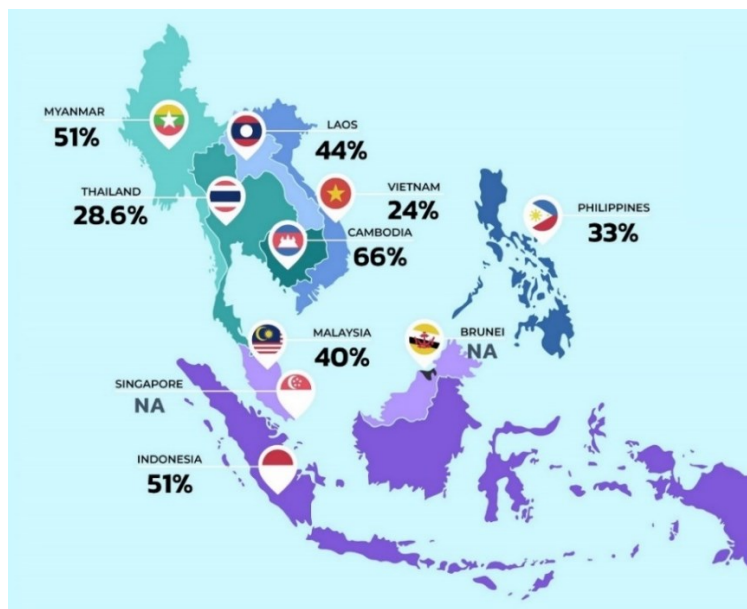 MYANMAR
51%
LAOS
44%
THAILAND
28.6%
VIETNAM
24%
CAMBODIA
66%
PHILIPPINES
33%
MALAYSIA
40%
BRUNEI
NA
SINGAPORE
NA
INDONESIA
51%